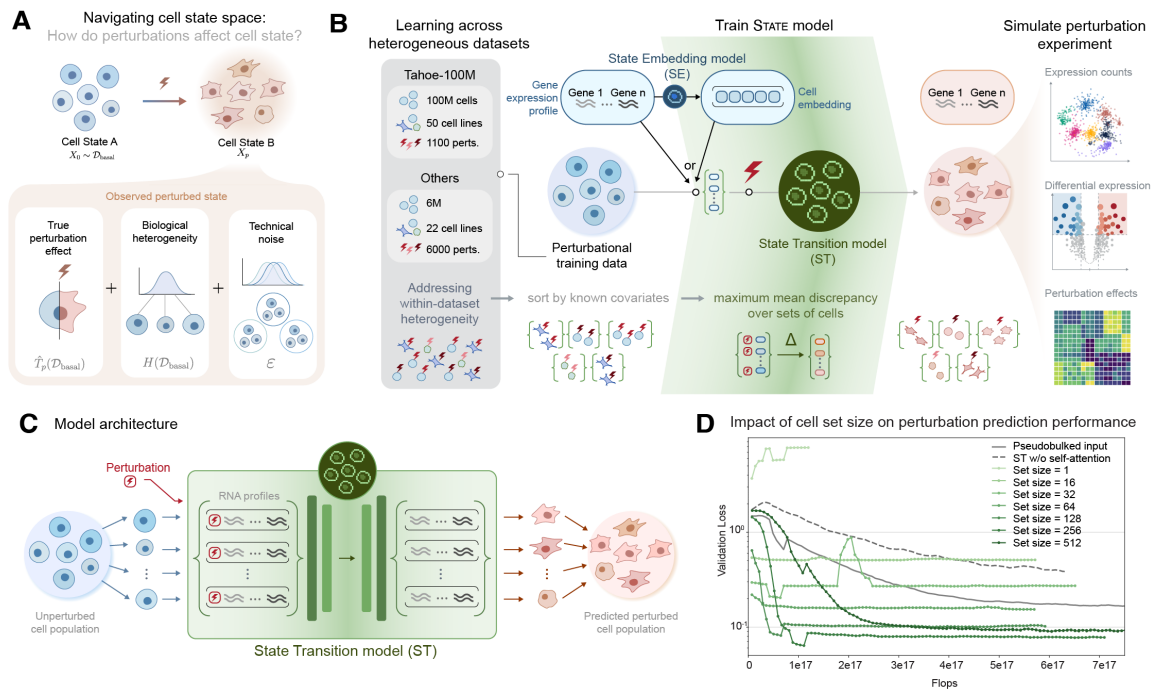 A
Navigating cell state space:
How do perturbations affect cell state?
Cell State A
X₀ ∼ 𝒟basal
Cell State B
Xₚ
Observed perturbed state
True
perturbation
effect
T̂ₚ(𝒟basal)
+
Biological
heterogeneity
H(𝒟basal)
+
Technical
noise
ε
B
Learning across
heterogeneous datasets
Tahoe-100M
100M cells
50 cell lines
1100 perts.
Others
6M
22 cell lines
6000 perts.
Addressing
within-dataset
heterogeneity
Train STATE model
State Embedding model
(SE)
Gene
expression
profile
Gene 1 Gene n
...
Cell
embedding
or
Perturbational
training data
State Transition model
(ST)
sort by known covariates
maximum mean discrepancy
over sets of cells
Δ
Simulate perturbation
experiment
Gene 1 Gene n
...
Expression counts
Differential expression
Perturbation effects
C
Model architecture
Perturbation
RNA profiles
...
...
...
...
...
...
Unperturbed
cell population
State Transition model (ST)
Predicted perturbed
cell population
D
Impact of cell set size on perturbation prediction performance
Validation Loss
10⁰
10⁻¹
Pseudobulked input
ST w/o self-attention
Set size = 1
Set size = 16
Set size = 32
Set size = 64
Set size = 128
Set size = 256
Set size = 512
0 1e17 2e17 3e17 4e17 5e17 6e17 7e17
Flops